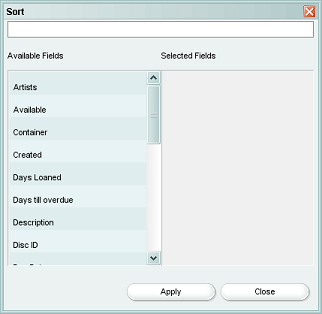 Sort
Available Fields
Selected Fields
Artists
Available
Container
Created
Days Loaned
Days till overdue
Description
Disc ID
Apply
Close